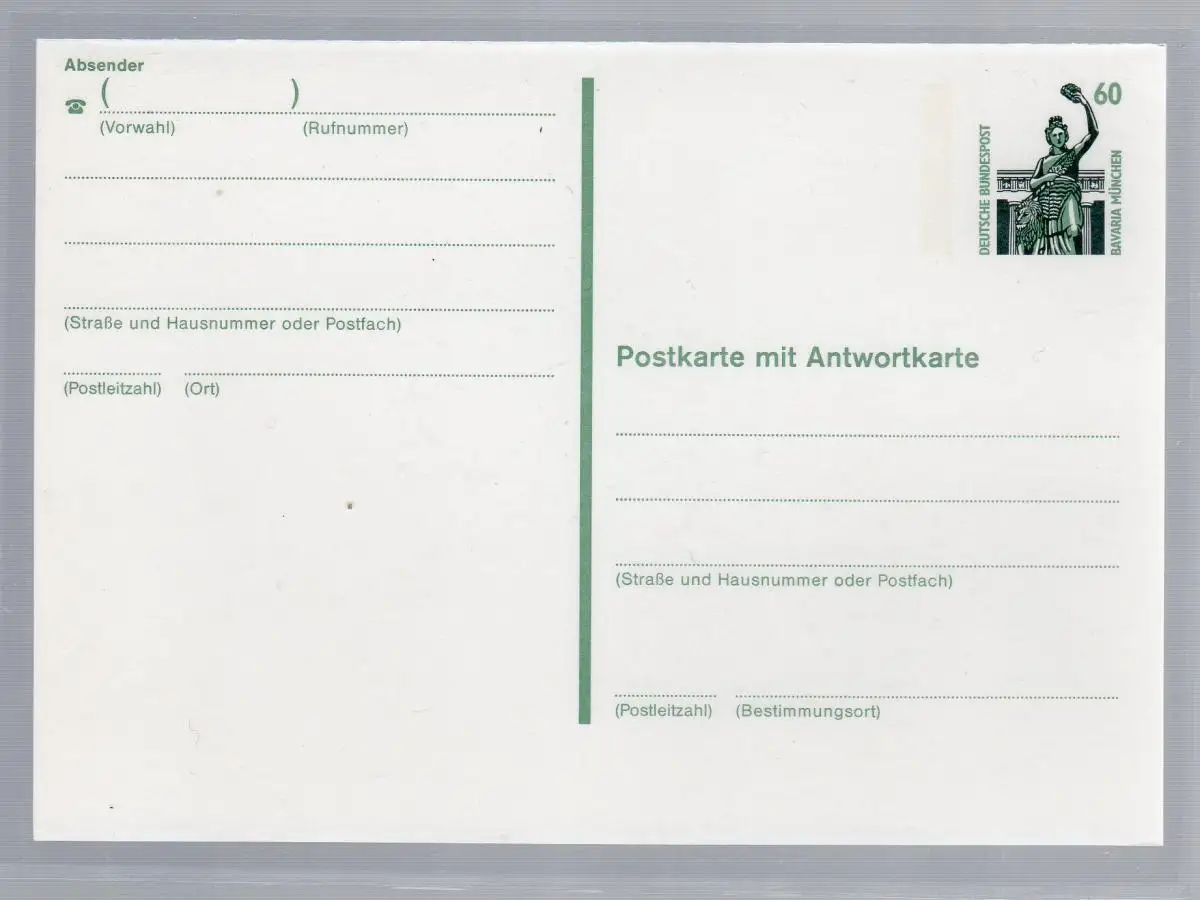 Absender
☎ ( )
(Vorwahl) (Rufnummer)
(Straße und Hausnummer oder Postfach)
(Postleitzahl) (Ort)
60
DEUTSCHE BUNDESPOST
BAVARIA MÜNCHEN
Postkarte mit Antwortkarte
(Straße und Hausnummer oder Postfach)
(Postleitzahl) (Bestimmungsort)